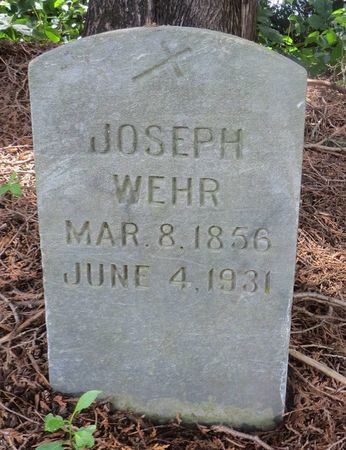 JOSEPH
WEHR
MAR. 8. 1856
JUNE 4, 1931